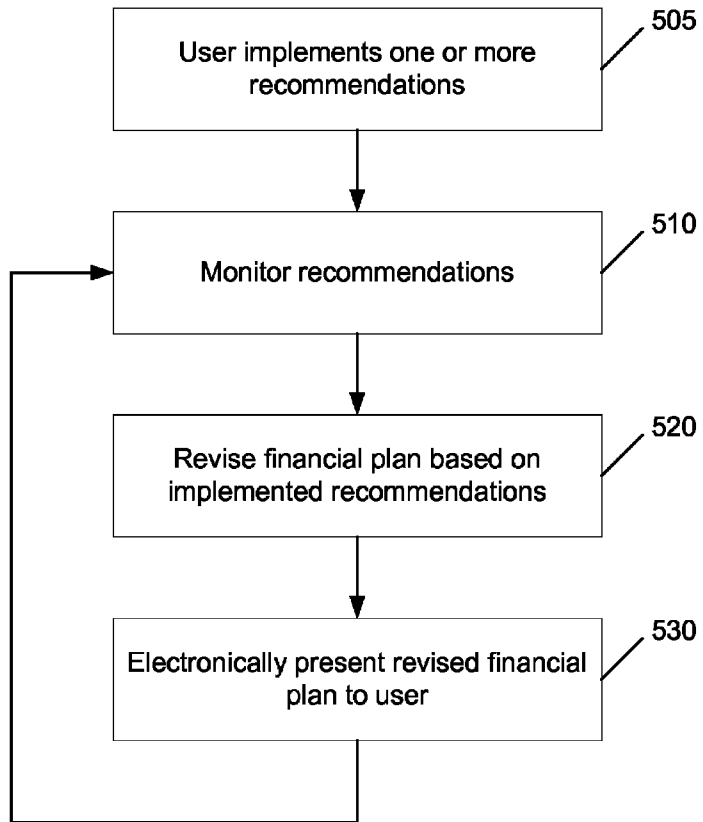 505
User implements one or more
recommendations
510
Monitor recommendations
520
Revise financial plan based on
implemented recommendations
530
Electronically present revised financial
plan to user